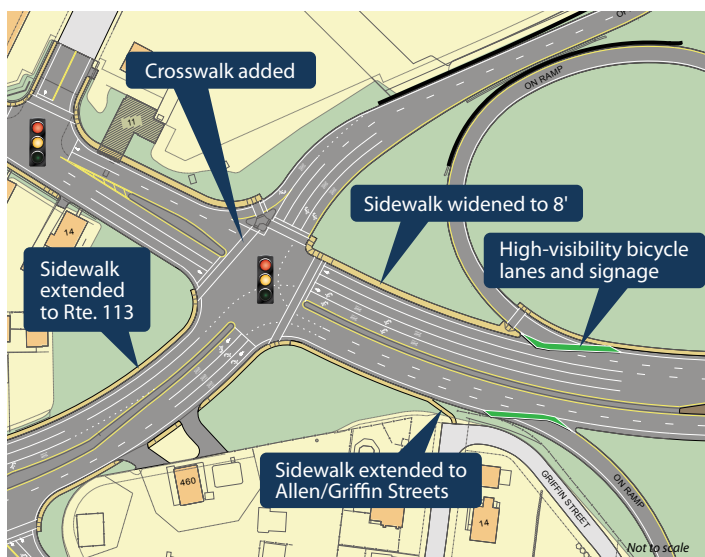 ON RAMP
Crosswalk added
11
Sidewalk widened to 8'
14
High-visibility bicycle
lanes and signage
Sidewalk
extended
to Rte. 113
Sidewalk extended to
Allen/Griffin Streets
460
14
GRIFFIN STREET
ON RAMP
Not to scale